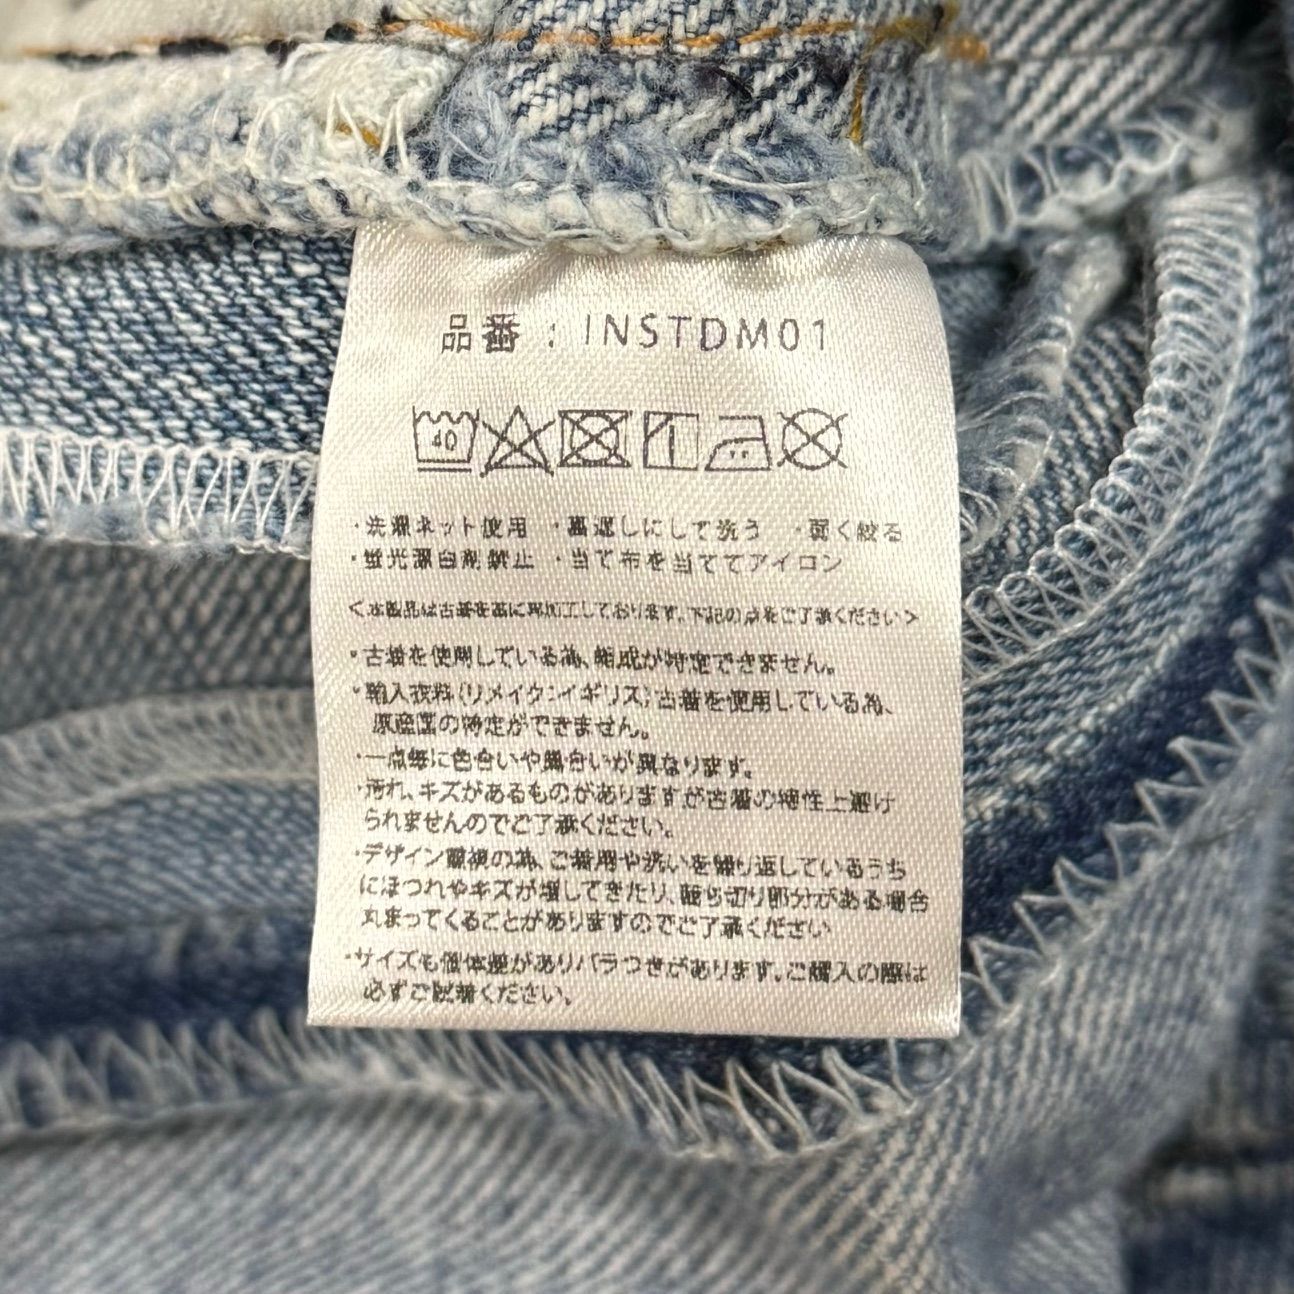 品番 : INSTDM01
40
・洗濯ネット使用 ・裏返しにして洗う ・弱く絞る
・蛍光漂白剤禁止 ・当て布を当ててアイロン
＜本製品は古着を基に再加工しております。下記の点をご了承ください＞
・古着を使用している為、組成が特定できません。
・輸入衣料(リメイク:イギリス)古着を使用している為、
原産国の特定ができません。
・一点毎に色合いや風合いが異なります。
・汚れ、キズがあるものがありますが古着の特性上避け
られませんのでご了承ください。
・デザイン重視の為、ご着用や洗いを繰り返しているうち
にほつれやキズが増してきたり、断ち切り部分がある場合
丸まってくることがありますのでご了承ください
・サイズも個体差がありバラつきがあります。ご購入の際は
必ずご試着ください。